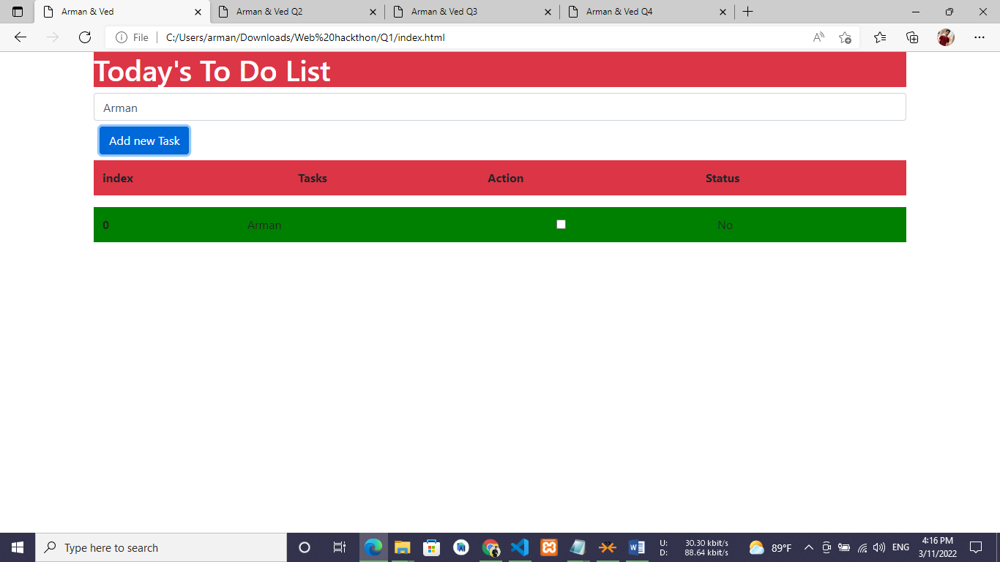 Arman & Ved
Arman & Ved Q2
Arman & Ved Q3
Arman & Ved Q4
File
C:/Users/arman/Downloads/Web%20hackthon/Q1/index.html
Today's To Do List
Arman
Add new Task
index Tasks Action Status
0 Arman No
Type here to search
U: 30.30 kbit/s
D: 88.64 kbit/s
89°F
ENG
4:16 PM
3/11/2022